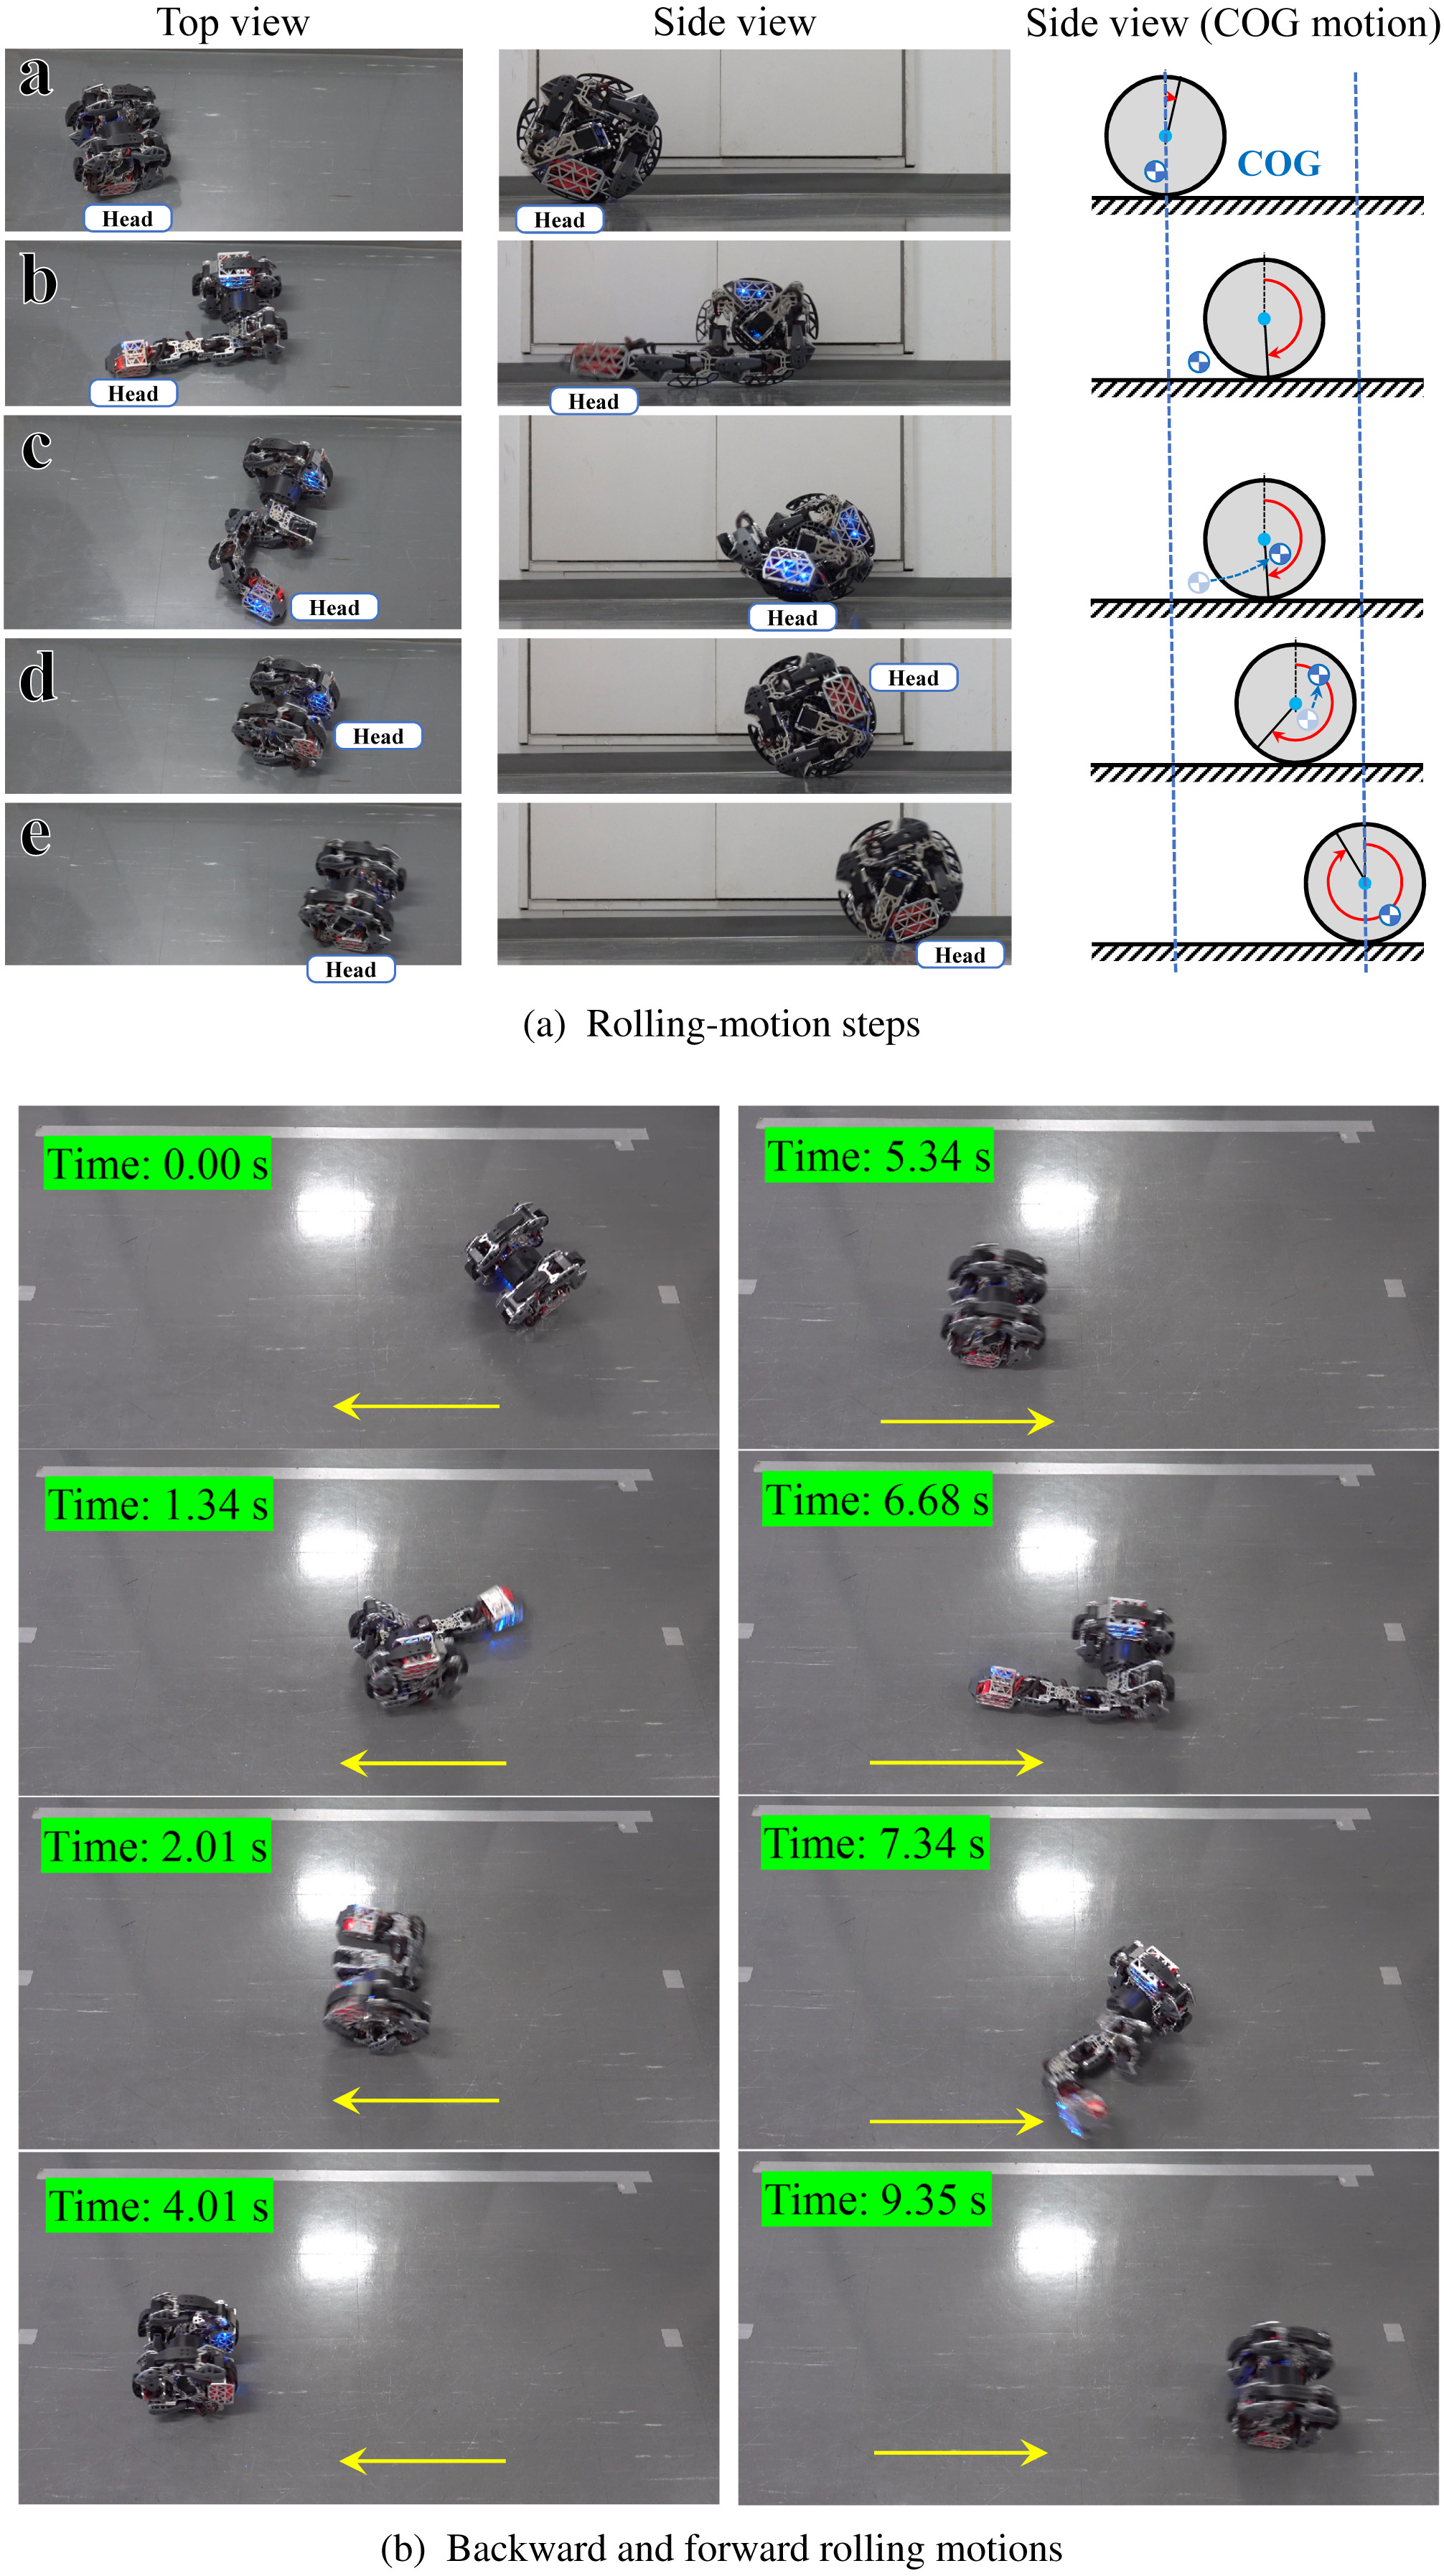 Top view
Side view
Side view (COG motion)
a
Head
Head
COG
b
Head
Head
c
Head
Head
d
Head
Head
e
Head
Head
(a) Rolling-motion steps
Time: 0.00 s
Time: 5.34 s
Time: 1.34 s
Time: 6.68 s
Time: 2.01 s
Time: 7.34 s
Time: 4.01 s
Time: 9.35 s
(b) Backward and forward rolling motions